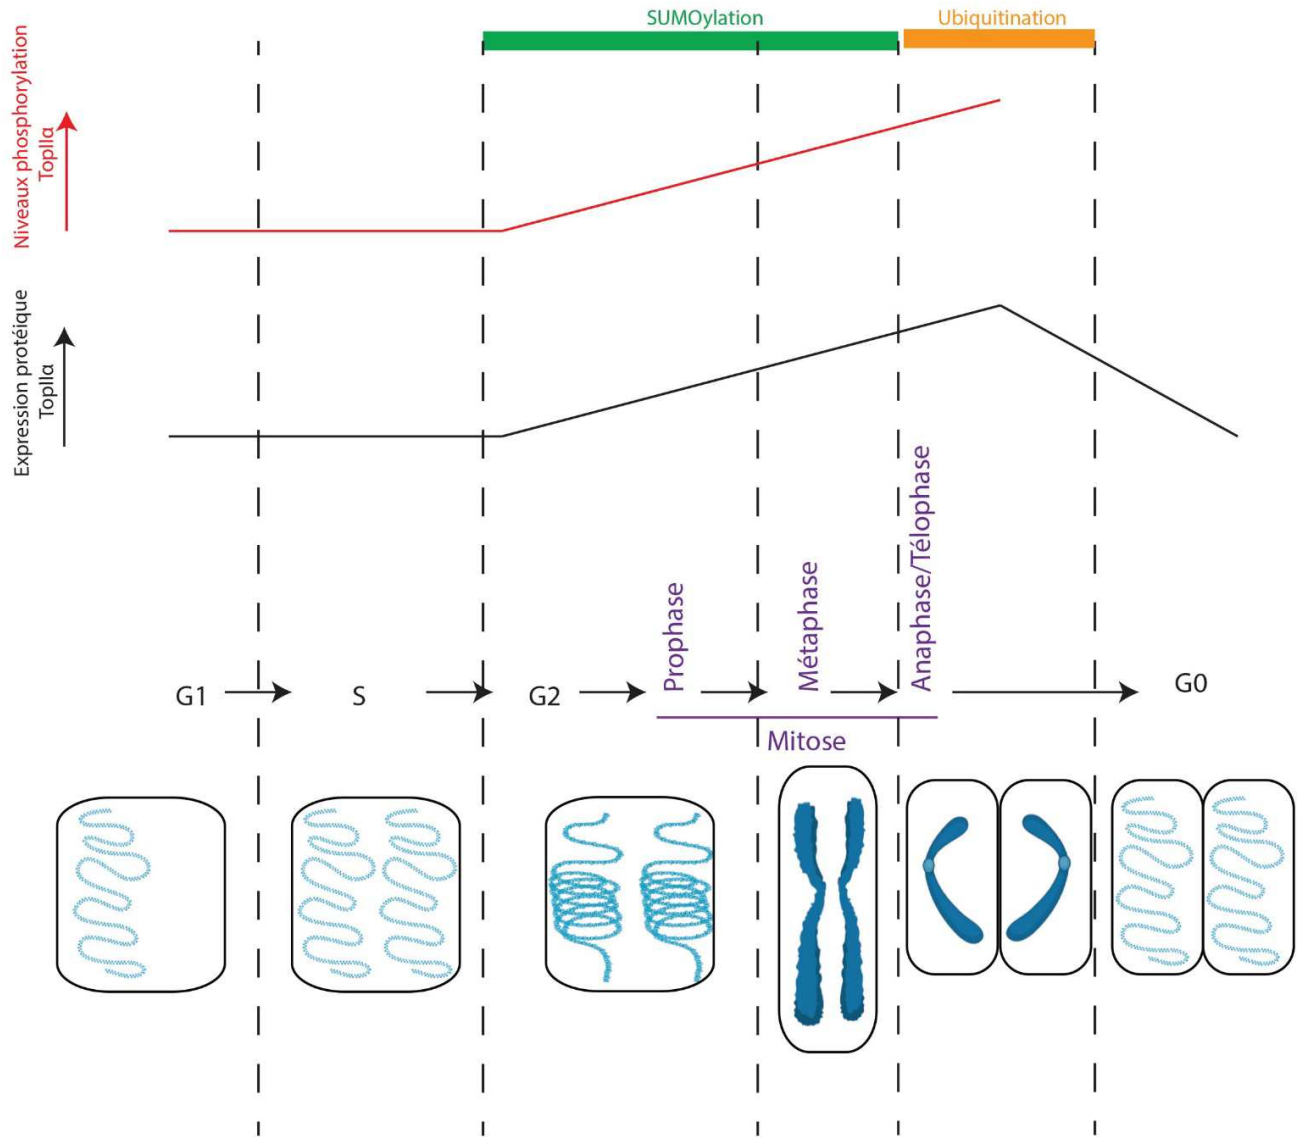 SUMOylation
Ubiquitination
Niveaux phosphorylation
TopIIα
Expression protéique
TopIIα
Prophase
Métaphase
Anaphase/Télophase
G1
S
G2
G0
Mitose